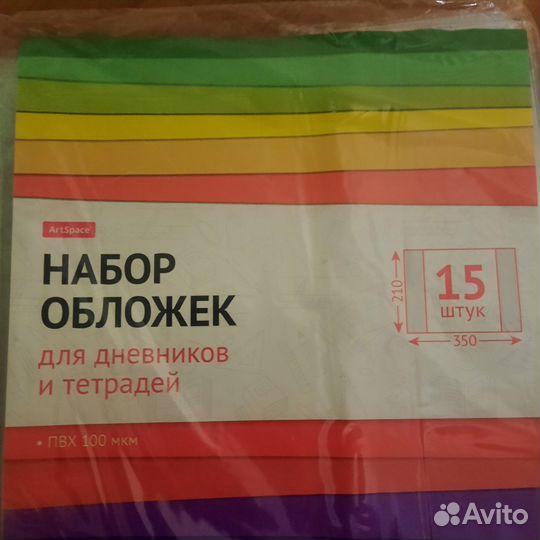 ArtSpace
НАБОР
ОБЛОЖЕК
для дневников
и тетрадей
• ПВХ 100 мкм
210
15
штук
350
Avito